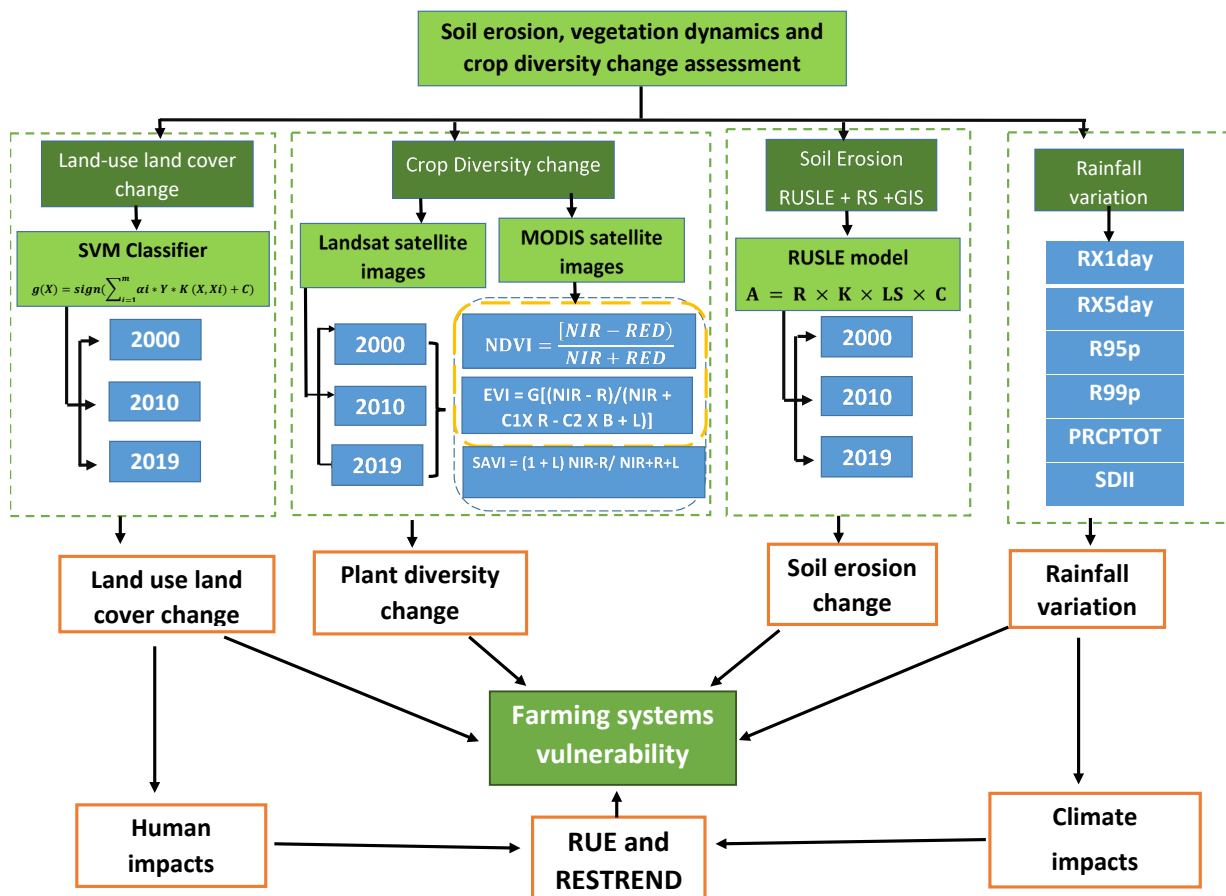 Soil erosion, vegetation dynamics and
crop diversity change assessment
Land-use land cover
change
SVM Classifier
g(X) = sign(∑_{i=1}^{m} αi * Y * K (X, Xi) + C)
2000
2010
2019
Crop Diversity change
Landsat satellite
images
MODIS satellite
images
2000
2010
2019
NDVI = [NIR − RED) / NIR + RED
EVI = G[(NIR - R)/(NIR +
C1X R - C2 X B + L)]
SAVI = (1 + L) NIR-R/ NIR+R+L
Soil Erosion
RUSLE + RS +GIS
RUSLE model
A = R × K × LS × C
2000
2010
2019
Rainfall
variation
RX1day
RX5day
R95p
R99p
PRCPTOT
SDII
Land use land
cover change
Plant diversity
change
Soil erosion
change
Rainfall
variation
Farming systems
vulnerability
Human
impacts
RUE and
RESTREND
Climate
impacts